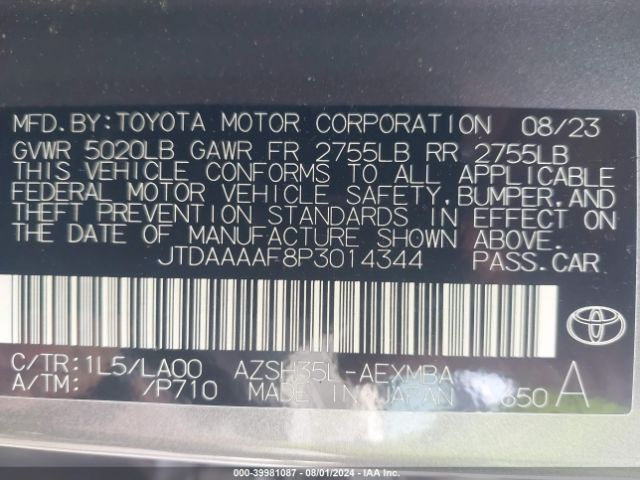 MFD.BY:TOYOTA MOTOR CORPORATION 08/23
GVWR 5020LB GAWR FR 2755LB RR 2755LB
THIS VEHICLE CONFORMS TO ALL APPLICABLE
FEDERAL MOTOR VEHICLE SAFETY,BUMPER,AND
THEFT PREVENTION STANDARDS IN EFFECT ON
THE DATE OF MANUFACTURE SHOWN ABOVE.
JTDAAAAF8P3014344 PASS.CAR
C/TR:1L5/LA00 AZSH35L-AEXMBA
A/TM: /P710 MADE IN JAPAN 650 A
TOYOTA
000-39981087 - 08/01/2024 - IAA Inc.